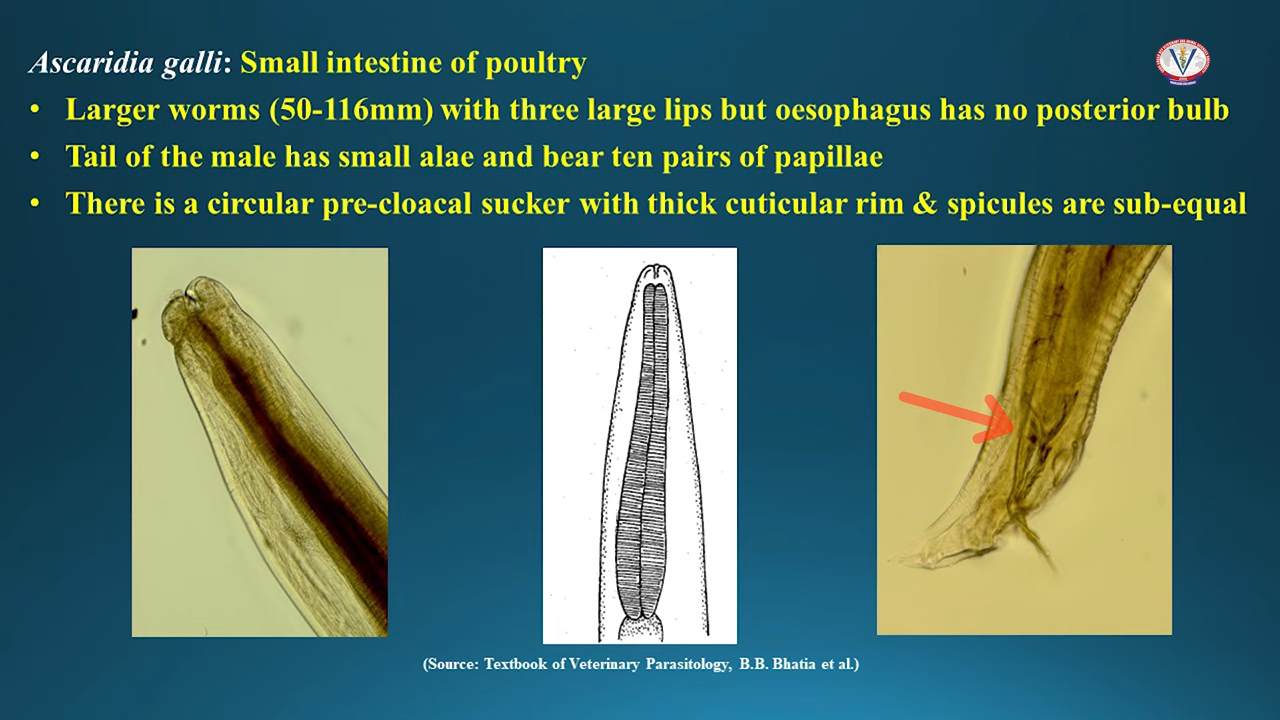 Ascaridia galli: Small intestine of poultry
• Larger worms (50-116mm) with three large lips but oesophagus has no posterior bulb
• Tail of the male has small alae and bear ten pairs of papillae
• There is a circular pre-cloacal sucker with thick cuticular rim & spicules are sub-equal
(Source: Textbook of Veterinary Parasitology, B.B. Bhatia et al.)